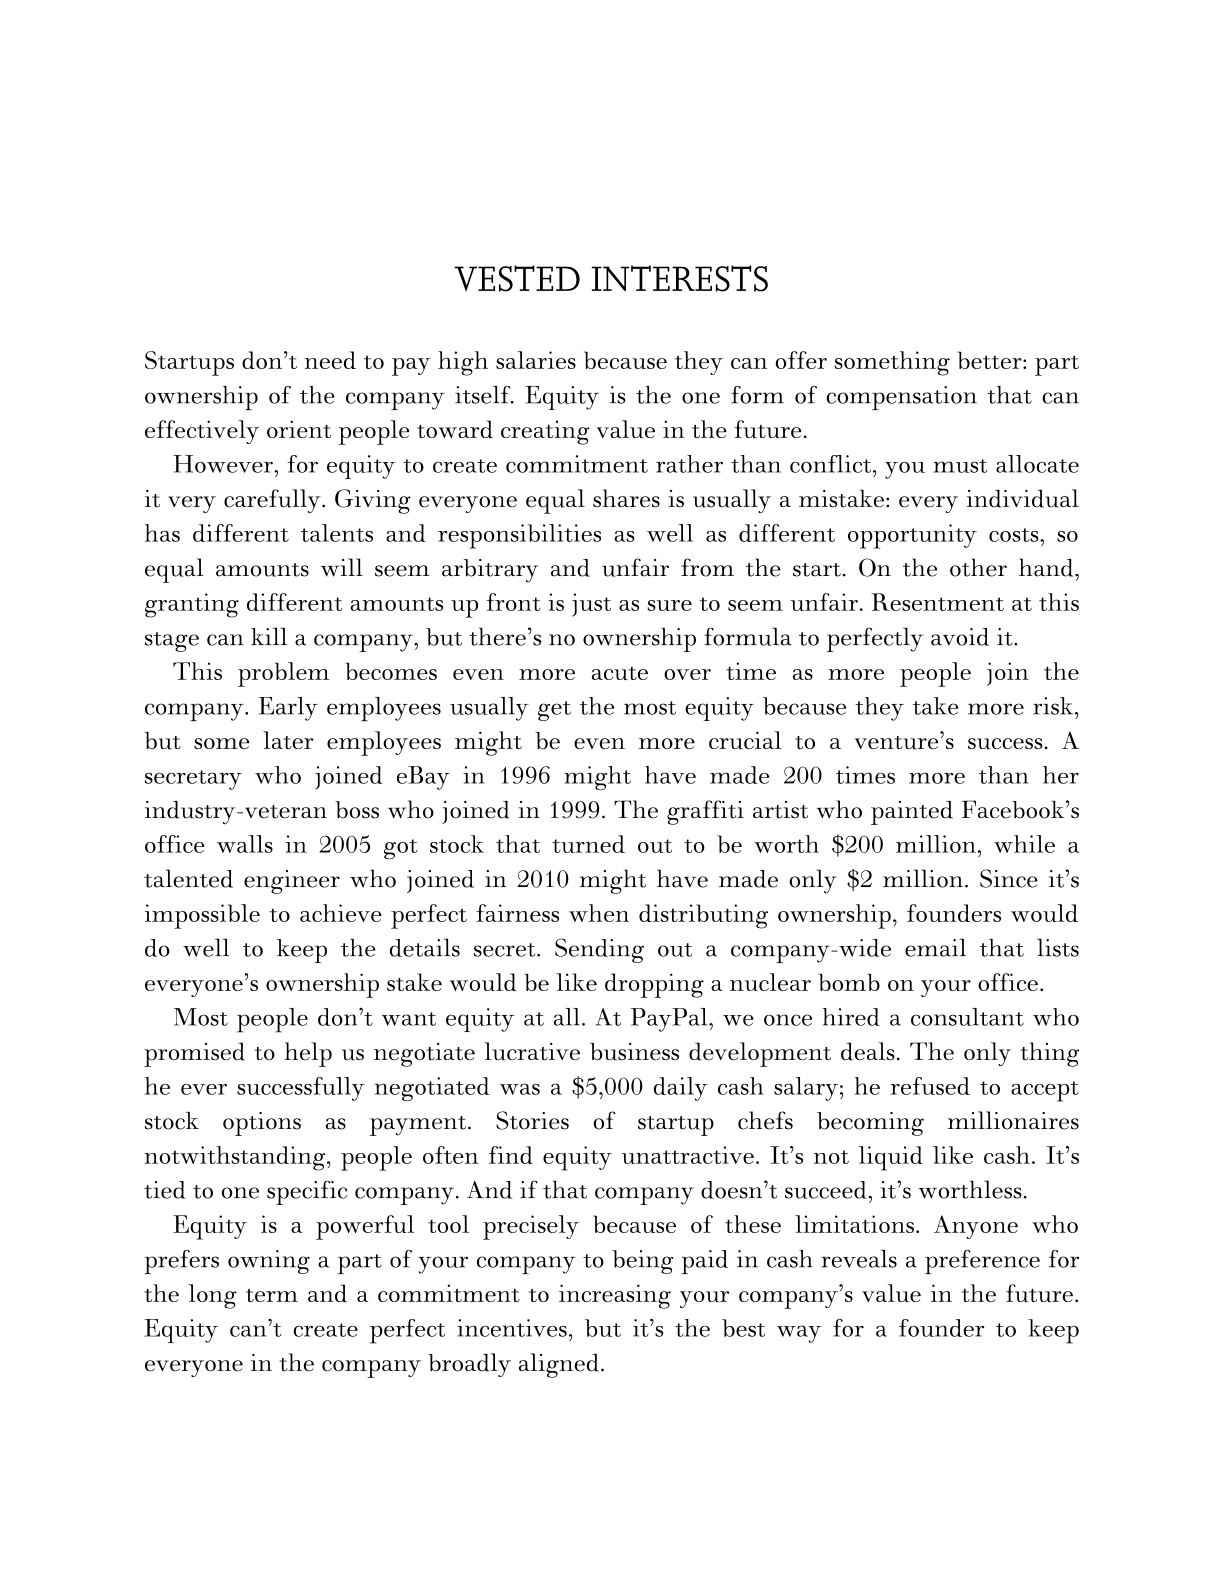 VESTED INTERESTS
Startups don’t need to pay high salaries because they can offer something better: part
ownership of the company itself. Equity is the one form of compensation that can
effectively orient people toward creating value in the future.
However, for equity to create commitment rather than conflict, you must allocate
it very carefully. Giving everyone equal shares is usually a mistake: every individual
has different talents and responsibilities as well as different opportunity costs, so
equal amounts will seem arbitrary and unfair from the start. On the other hand,
granting different amounts up front is just as sure to seem unfair. Resentment at this
stage can kill a company, but there’s no ownership formula to perfectly avoid it.
This problem becomes even more acute over time as more people join the
company. Early employees usually get the most equity because they take more risk,
but some later employees might be even more crucial to a venture’s success. A
secretary who joined eBay in 1996 might have made 200 times more than her
industry-veteran boss who joined in 1999. The graffiti artist who painted Facebook’s
office walls in 2005 got stock that turned out to be worth $200 million, while a
talented engineer who joined in 2010 might have made only $2 million. Since it’s
impossible to achieve perfect fairness when distributing ownership, founders would
do well to keep the details secret. Sending out a company-wide email that lists
everyone’s ownership stake would be like dropping a nuclear bomb on your office.
Most people don’t want equity at all. At PayPal, we once hired a consultant who
promised to help us negotiate lucrative business development deals. The only thing
he ever successfully negotiated was a $5,000 daily cash salary; he refused to accept
stock options as payment. Stories of startup chefs becoming millionaires
notwithstanding, people often find equity unattractive. It’s not liquid like cash. It’s
tied to one specific company. And if that company doesn’t succeed, it’s worthless.
Equity is a powerful tool precisely because of these limitations. Anyone who
prefers owning a part of your company to being paid in cash reveals a preference for
the long term and a commitment to increasing your company’s value in the future.
Equity can’t create perfect incentives, but it’s the best way for a founder to keep
everyone in the company broadly aligned.